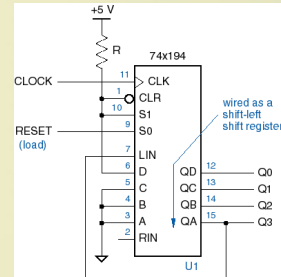 +5 V
R
74x194
CLOCK 11 CLK
1 CLR
10 S1
RESET 9 S0
(load)
wired as a
shift-left
shift register
7 LIN
6 D QD 12 Q0
5 C QC 13 Q1
4 B QB 14 Q2
3 A QA 15 Q3
2 RIN
U1